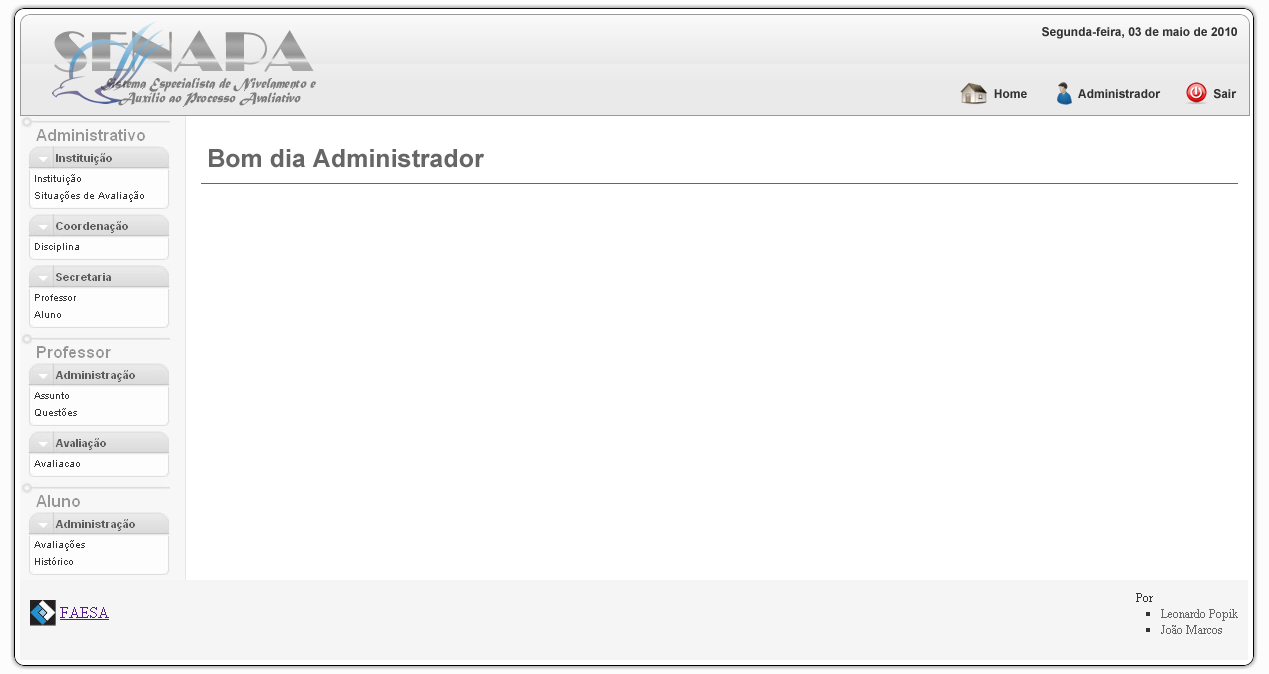 SENAPA
Sistema Especialista de Nivelamento e
Auxílio ao Processo Avaliativo
Segunda-feira, 03 de maio de 2010
Home
Administrador
Sair
Administrativo
Instituição
Instituição
Situações de Avaliação
Coordenação
Disciplina
Secretaria
Professor
Aluno
Professor
Administração
Assunto
Questões
Avaliação
Avaliacao
Aluno
Administração
Avaliações
Histórico
Bom dia Administrador
FAESA
Por
Leonardo Popik
João Marcos